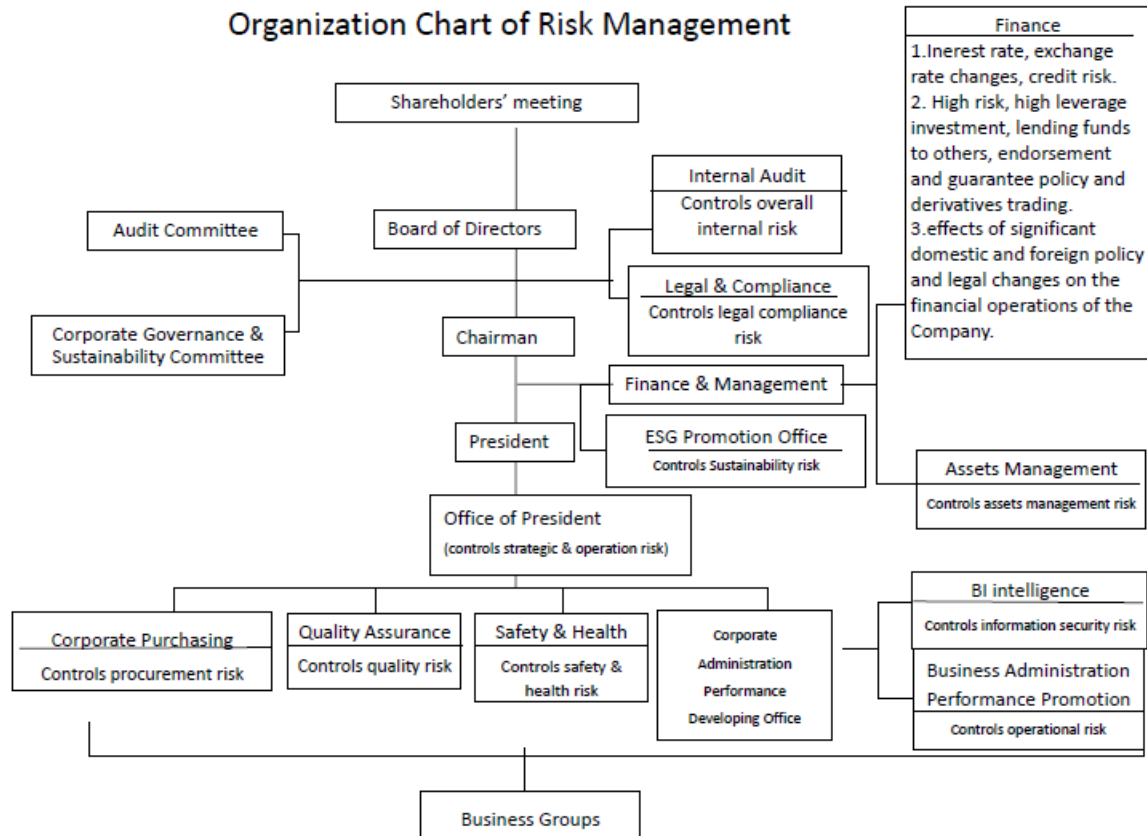 Organization Chart of Risk Management
Finance
1.Inerest rate, exchange
rate changes, credit risk.
2. High risk, high leverage
investment, lending funds
to others, endorsement
and guarantee policy and
derivatives trading.
3.effects of significant
domestic and foreign policy
and legal changes on the
financial operations of the
Company.
Shareholders’ meeting
Internal Audit
Controls overall
internal risk
Audit Committee
Board of Directors
Legal & Compliance
Controls legal compliance
risk
Corporate Governance &
Sustainability Committee
Chairman
Finance & Management
President
ESG Promotion Office
Controls Sustainability risk
Assets Management
Controls assets management risk
Office of President
(controls strategic & operation risk)
Corporate Purchasing
Controls procurement risk
Quality Assurance
Controls quality risk
Safety & Health
Controls safety &
health risk
Corporate
Administration
Performance
Developing Office
BI intelligence
Controls information security risk
Business Administration
Performance Promotion
Controls operational risk
Business Groups